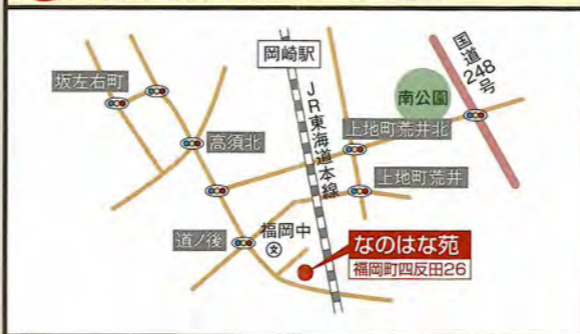 岡崎駅
国道248号
坂左右町
南公園
JR東海道本線
高須北
上地町荒井北
上地町荒井
福岡中
文
道ノ後
なのはな苑
福岡町四反田26